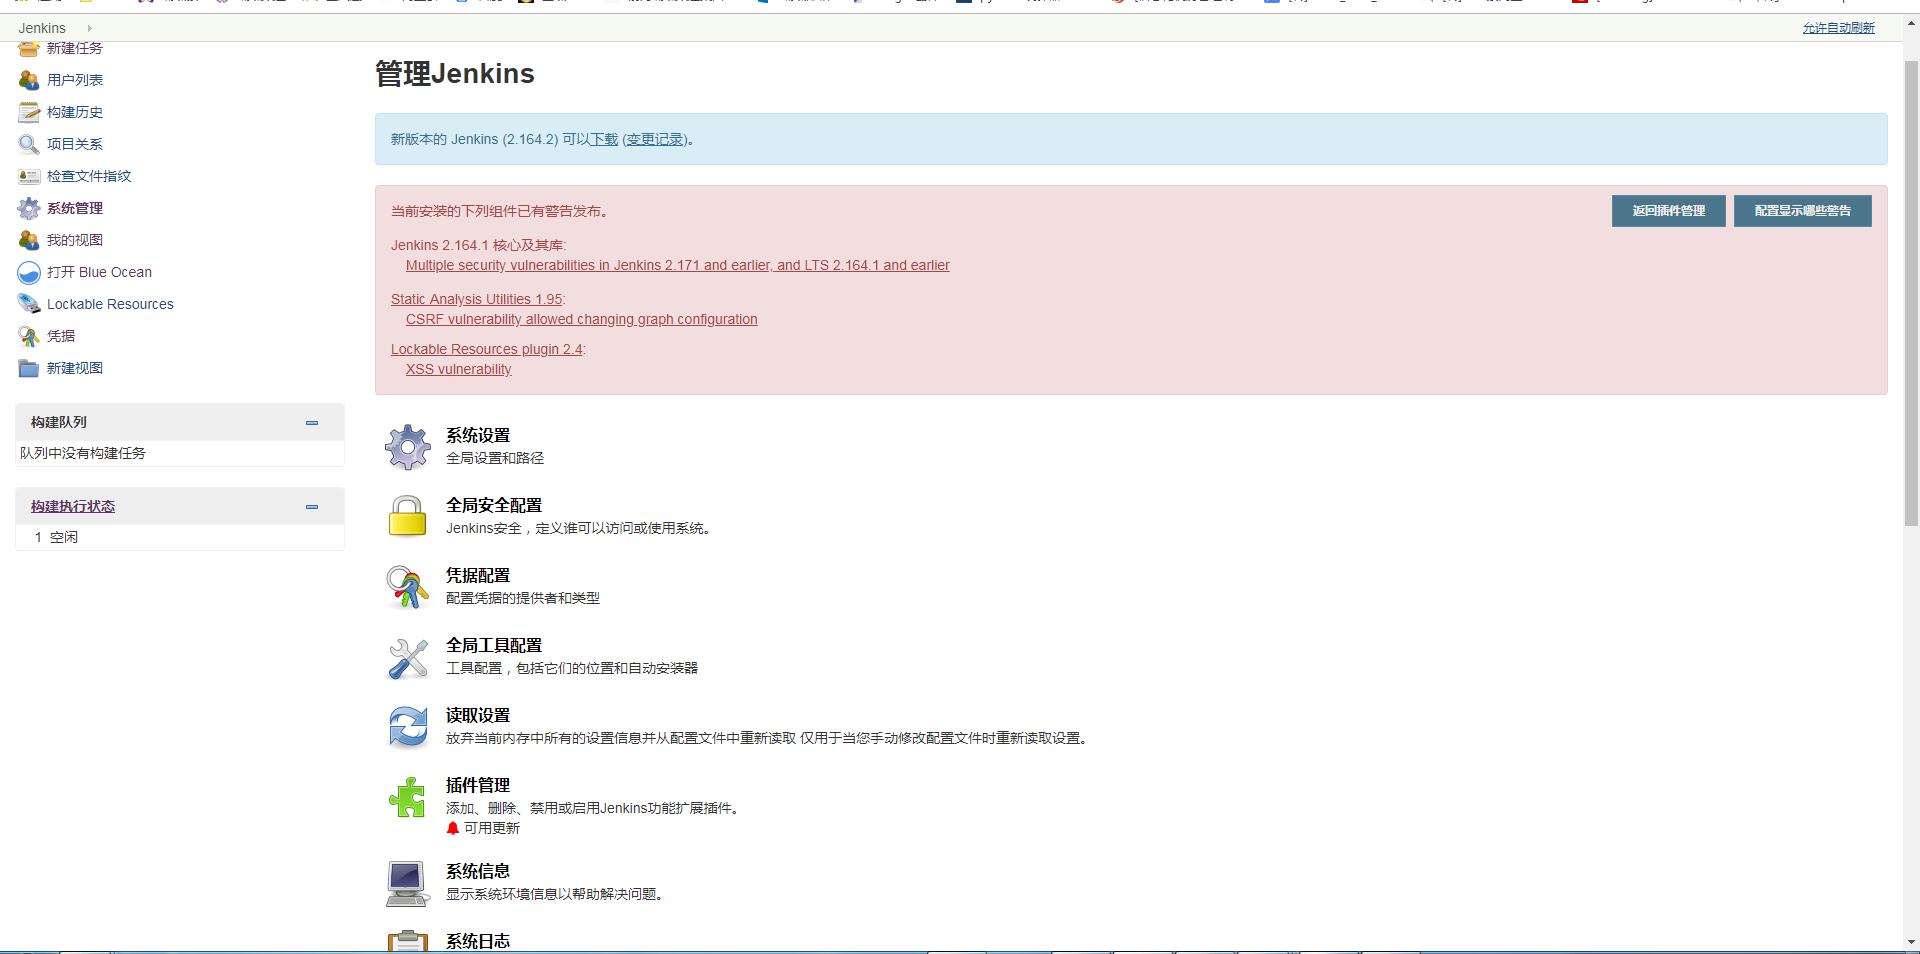 Jenkins
允许自动刷新
新建任务
用户列表
构建历史
项目关系
检查文件指纹
系统管理
我的视图
打开 Blue Ocean
Lockable Resources
凭据
新建视图
构建队列
队列中没有构建任务
构建执行状态
1 空闲
管理Jenkins
新版本的 Jenkins (2.164.2) 可以下载 (变更记录)。
当前安装的下列组件已有警告发布。
返回插件管理
配置显示哪些警告
Jenkins 2.164.1 核心及其库:
Multiple security vulnerabilities in Jenkins 2.171 and earlier, and LTS 2.164.1 and earlier
Static Analysis Utilities 1.95:
CSRF vulnerability allowed changing graph configuration
Lockable Resources plugin 2.4:
XSS vulnerability
系统设置
全局设置和路径
全局安全配置
Jenkins安全，定义谁可以访问或使用系统。
凭据配置
配置凭据的提供者和类型
全局工具配置
工具配置，包括它们的位置和自动安装器
读取设置
放弃当前内存中所有的设置信息并从配置文件中重新读取 仅用于当您手动修改配置文件时重新读取设置。
插件管理
添加、删除、禁用或启用Jenkins功能扩展插件。
可用更新
系统信息
显示系统环境信息以帮助解决问题。
系统日志